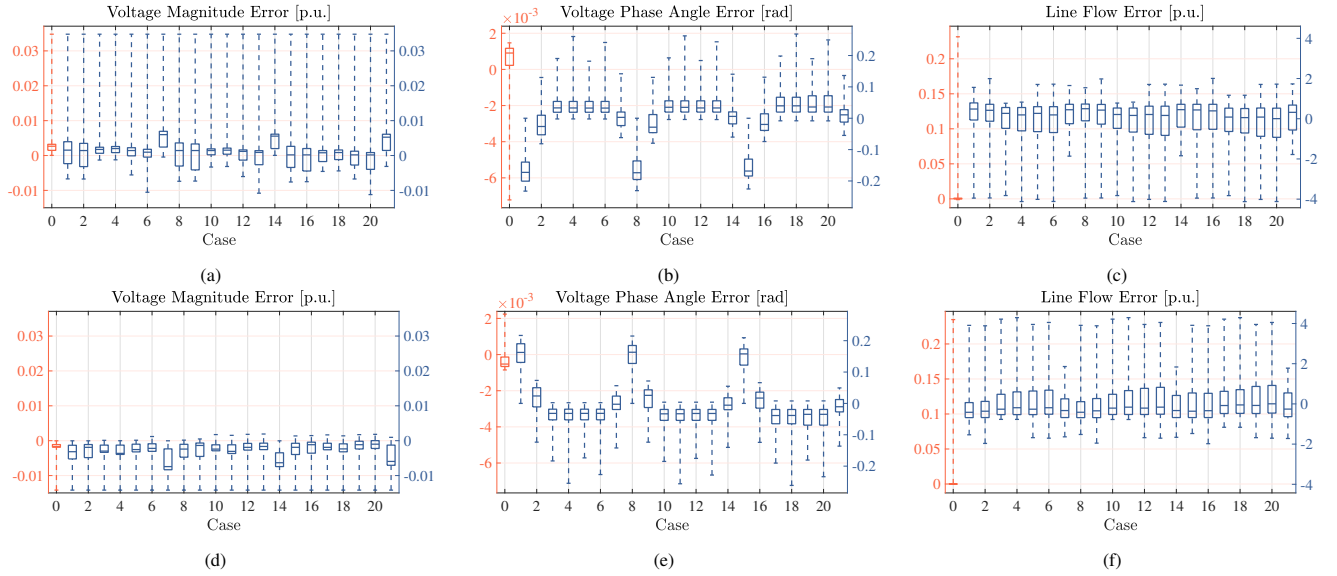 Voltage Magnitude Error [p.u.]
0.03
0.02
0.01
0
-0.01
0.03
0.02
0.01
0
-0.01
0 2 4 6 8 10 12 14 16 18 20
Case
(a)
Voltage Phase Angle Error [rad]
×10⁻³
2
0
-2
-4
-6
0.2
0.1
0
-0.1
-0.2
0 2 4 6 8 10 12 14 16 18 20
Case
(b)
Line Flow Error [p.u.]
0.2
0.15
0.1
0.05
0
4
2
0
-2
-4
0 2 4 6 8 10 12 14 16 18 20
Case
(c)
Voltage Magnitude Error [p.u.]
0.03
0.02
0.01
0
-0.01
0.03
0.02
0.01
0
-0.01
0 2 4 6 8 10 12 14 16 18 20
Case
(d)
Voltage Phase Angle Error [rad]
×10⁻³
2
0
-2
-4
-6
0.2
0.1
0
-0.1
-0.2
0 2 4 6 8 10 12 14 16 18 20
Case
(e)
Line Flow Error [p.u.]
0.2
0.15
0.1
0.05
0
4
2
0
-2
-4
0 2 4 6 8 10 12 14 16 18 20
Case
(f)